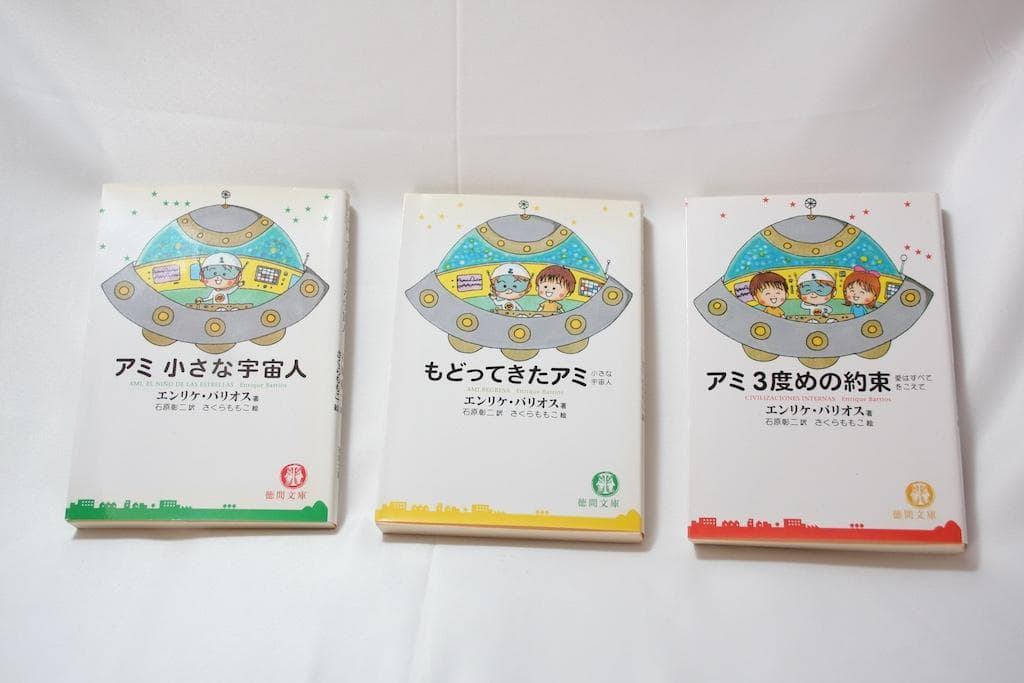 アミ 小さな宇宙人
AMI, EL NIÑO DE LAS ESTRELLAS Enrique Barrios
エンリケ・バリオス 著
石原彰二 訳 さくらももこ 絵
徳間文庫
もどってきたアミ 小さな
宇宙人
AMI REGRESA Enrique Barrios
エンリケ・バリオス 著
石原彰二 訳 さくらももこ 絵
徳間文庫
アミ 3度めの約束 愛はすべて
をこえて
CIVILIZACIONES INTERNAS Enrique Barrios
エンリケ・バリオス 著
石原彰二 訳 さくらももこ 絵
徳間文庫